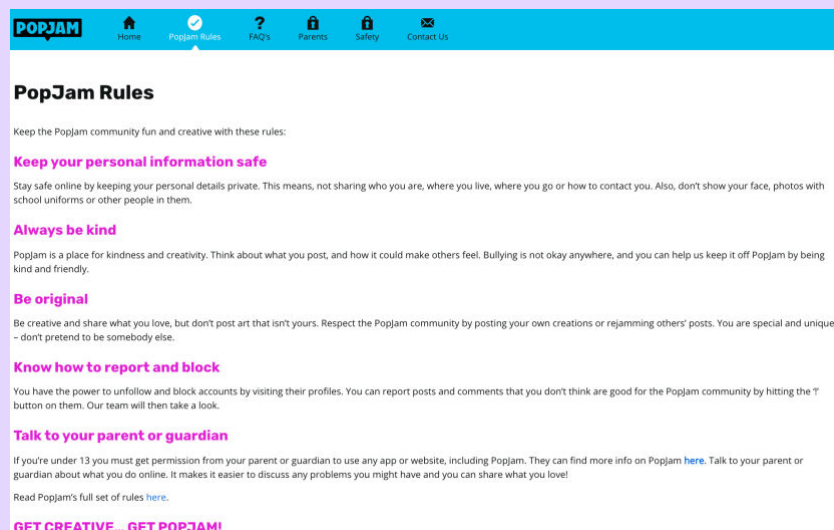 POPJAM
Home
PopJam Rules
FAQ's
Parents
Safety
Contact Us
PopJam Rules
Keep the PopJam community fun and creative with these rules:
Keep your personal information safe
Stay safe online by keeping your personal details private. This means, not sharing who you are, where you live, where you go or how to contact you. Also, don't show your face, photos with
school uniforms or other people in them.
Always be kind
PopJam is a place for kindness and creativity. Think about what you post, and how it could make others feel. Bullying is not okay anywhere, and you can help us keep it off PopJam by being
kind and friendly.
Be original
Be creative and share what you love, but don't post art that isn't yours. Respect the PopJam community by posting your own creations or rejamming others' posts. You are special and unique
– don't pretend to be somebody else.
Know how to report and block
You have the power to unfollow and block accounts by visiting their profiles. You can report posts and comments that you don't think are good for the PopJam community by hitting the '!'
button on them. Our team will then take a look.
Talk to your parent or guardian
If you're under 13 you must get permission from your parent or guardian to use any app or website, including PopJam. They can find more info on PopJam here. Talk to your parent or
guardian about what you do online. It makes it easier to discuss any problems you might have and you can share what you love!
Read PopJam's full set of rules here.
GET CREATIVE... GET POPJAM!